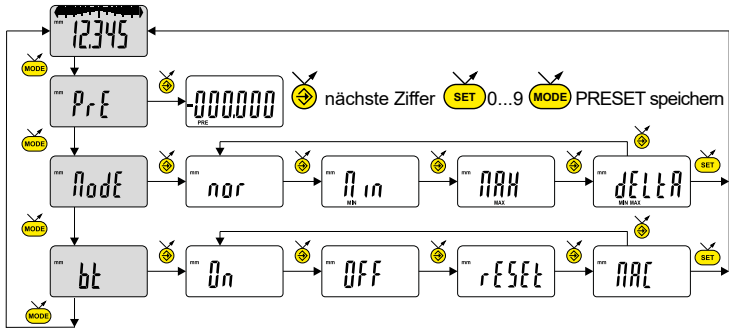 mm 12.345
MODE
mm PrE
-000.000
PRE
nächste Ziffer SET 0...9 MODE PRESET speichern
MODE
mm ModE
mm nor
mm Min
MIN
mm MAX
MAX
mm dELtA
MIN MAX
SET
MODE
mm bt
mm On
mm OFF
mm rESEt
mm MAC
SET
MODE